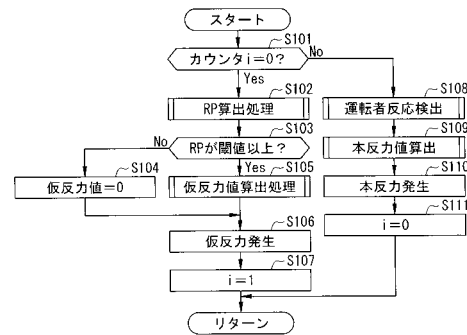 スタート
S101
カウンタi=0?
No
Yes
S102
RP算出処理
S108
運転者反応検出
S103
RPが閾値以上?
No
Yes
S109
本反力値算出
S104
仮反力値=0
S105
仮反力値算出処理
S110
本反力発生
S106
仮反力発生
S111
i=0
S107
i=1
リターン